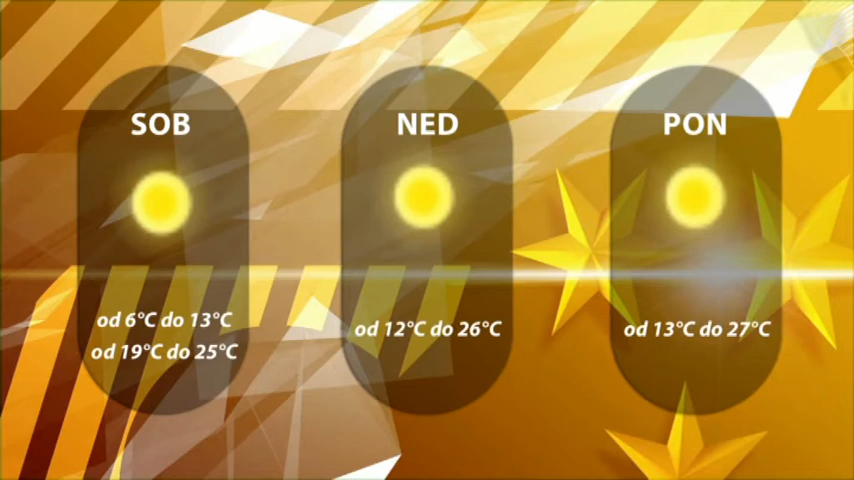 SOB
od 6°C do 13°C
od 19°C do 25°C
NED
od 12°C do 26°C
PON
od 13°C do 27°C